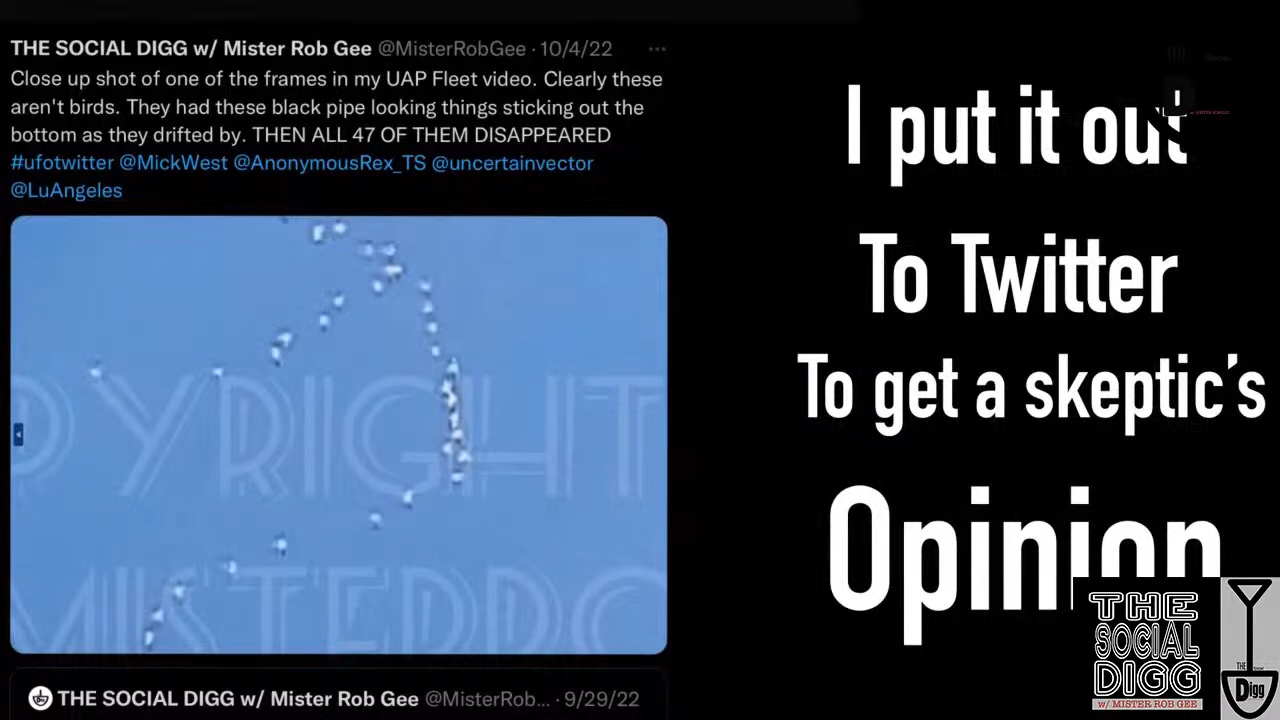 THE SOCIAL DIGG w/ Mister Rob Gee @MisterRobGee · 10/4/22
Close up shot of one of the frames in my UAP Fleet video. Clearly these
aren't birds. They had these black pipe looking things sticking out the
bottom as they drifted by. THEN ALL 47 OF THEM DISAPPEARED
#ufotwitter @MickWest @AnonymousRex_TS @uncertainvector
@LuAngeles
PYRIGHT
MISTERRO
THE SOCIAL DIGG w/ Mister Rob Gee @MisterRob... · 9/29/22
I put it out
To Twitter
To get a skeptic's
Opinion
THE
SOCIAL
DIGG
w/ MISTER ROB GEE
THE
Digg